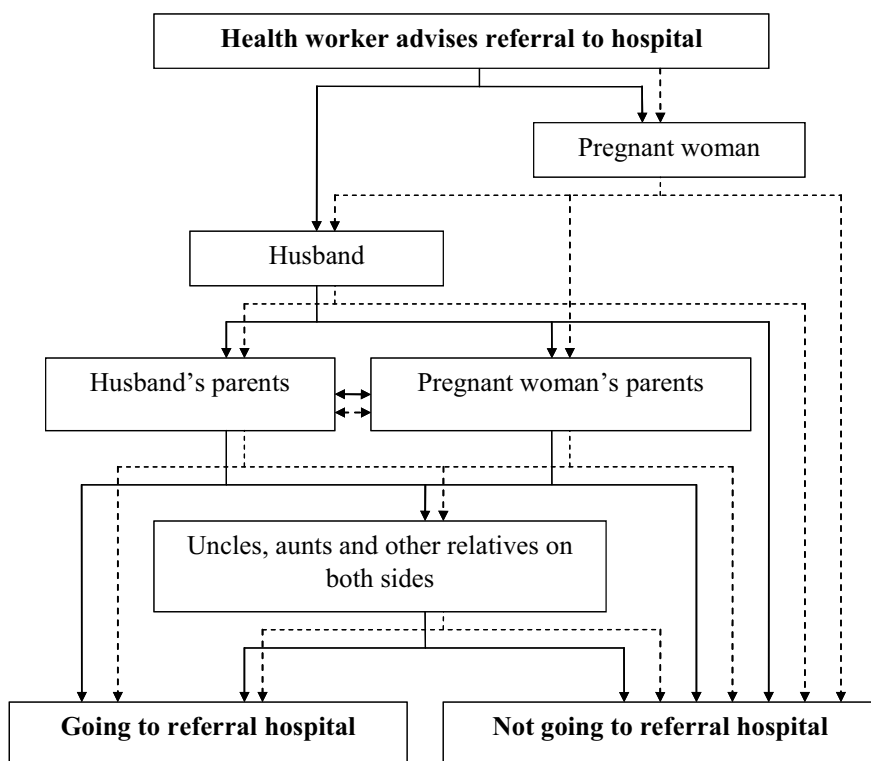 Health worker advises referral to hospital
Pregnant woman
Husband
Husband’s parents
Pregnant woman’s parents
Uncles, aunts and other relatives on
both sides
Going to referral hospital
Not going to referral hospital